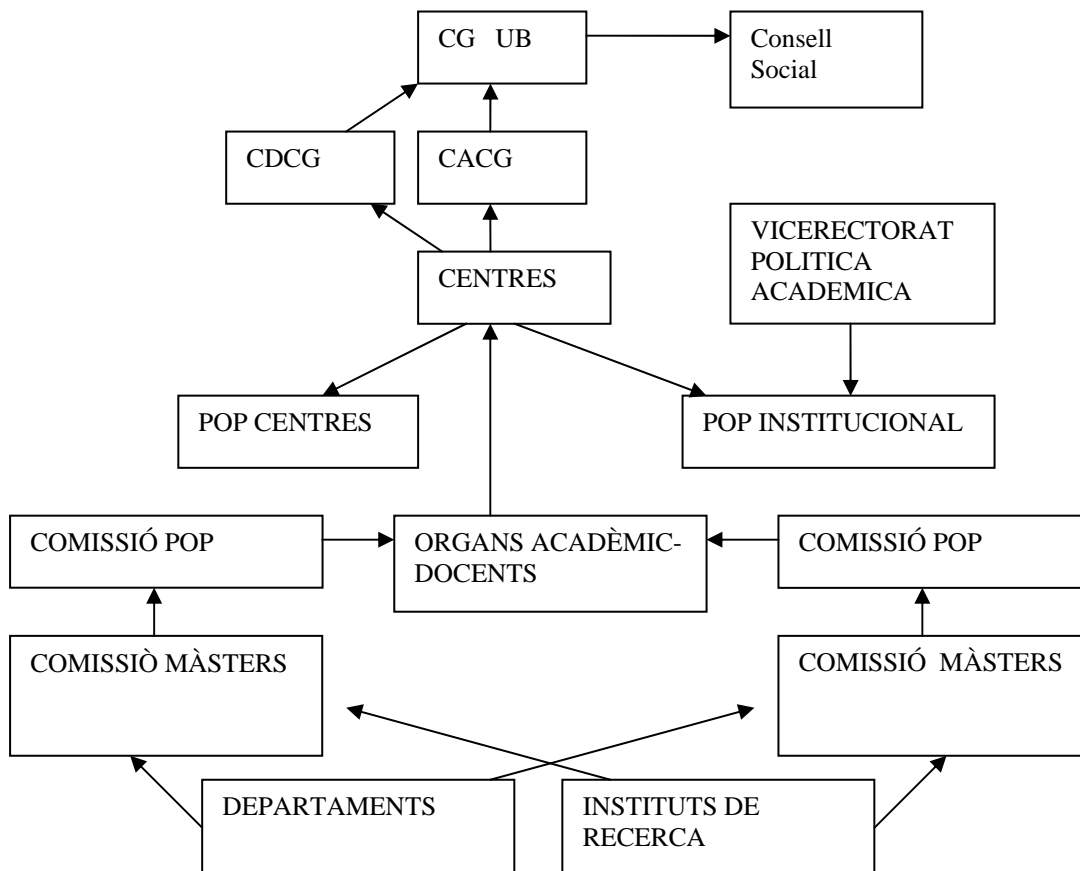 CG UB
Consell
Social
CDCG
CACG
VICERECTORAT
POLITICA
ACADEMICA
CENTRES
POP CENTRES
POP INSTITUCIONAL
COMISSIÓ POP
ORGANS ACADÈMIC-
DOCENTS
COMISSIÓ POP
COMISSIÒ MÀSTERS
COMISSIÓ MÀSTERS
DEPARTAMENTS
INSTITUTS DE
RECERCA